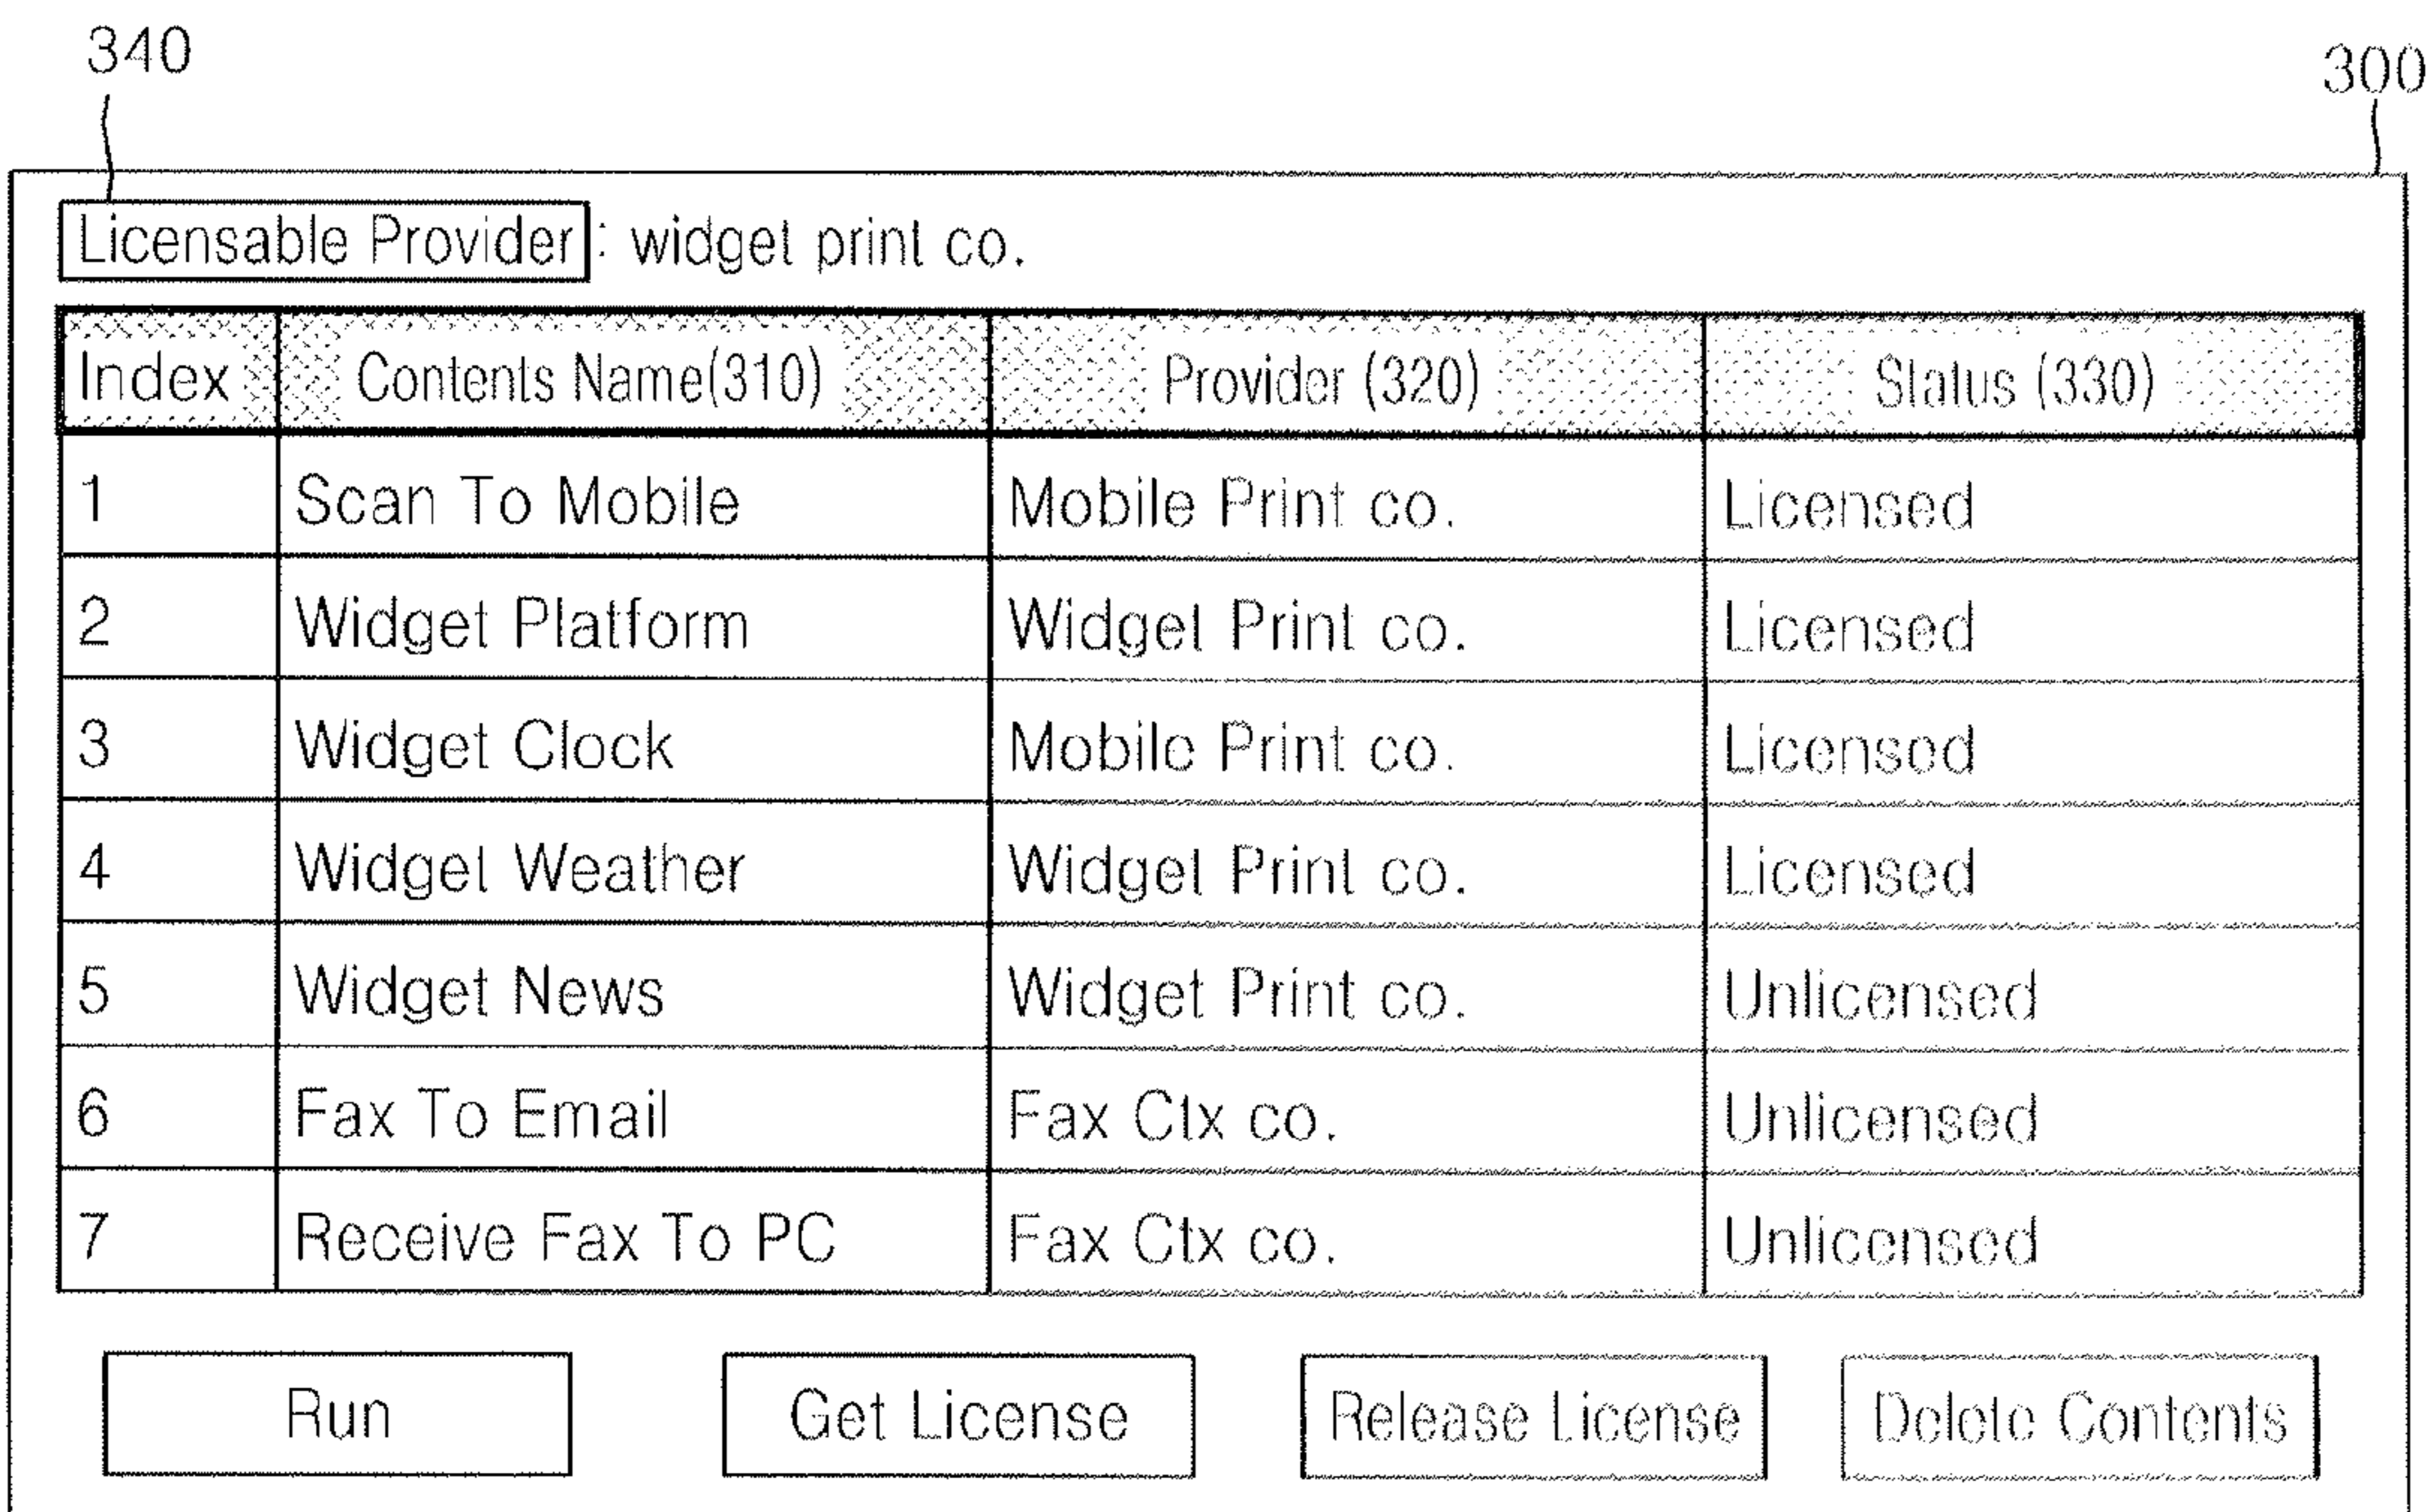 340
300
Licensable Provider : widget print co.
Index Contents Name(310) Provider (320) Status (330)
1 Scan To Mobile Mobile Print co. Licensed
2 Widget Platform Widget Print co. Licensed
3 Widget Clock Mobile Print co. Licensed
4 Widget Weather Widget Print co. Licensed
5 Widget News Widget Print co. Unlicensed
6 Fax To Email Fax Ctx co. Unlicensed
7 Receive Fax To PC Fax Ctx co. Unlicensed
Run Get License Release License Delete Contents